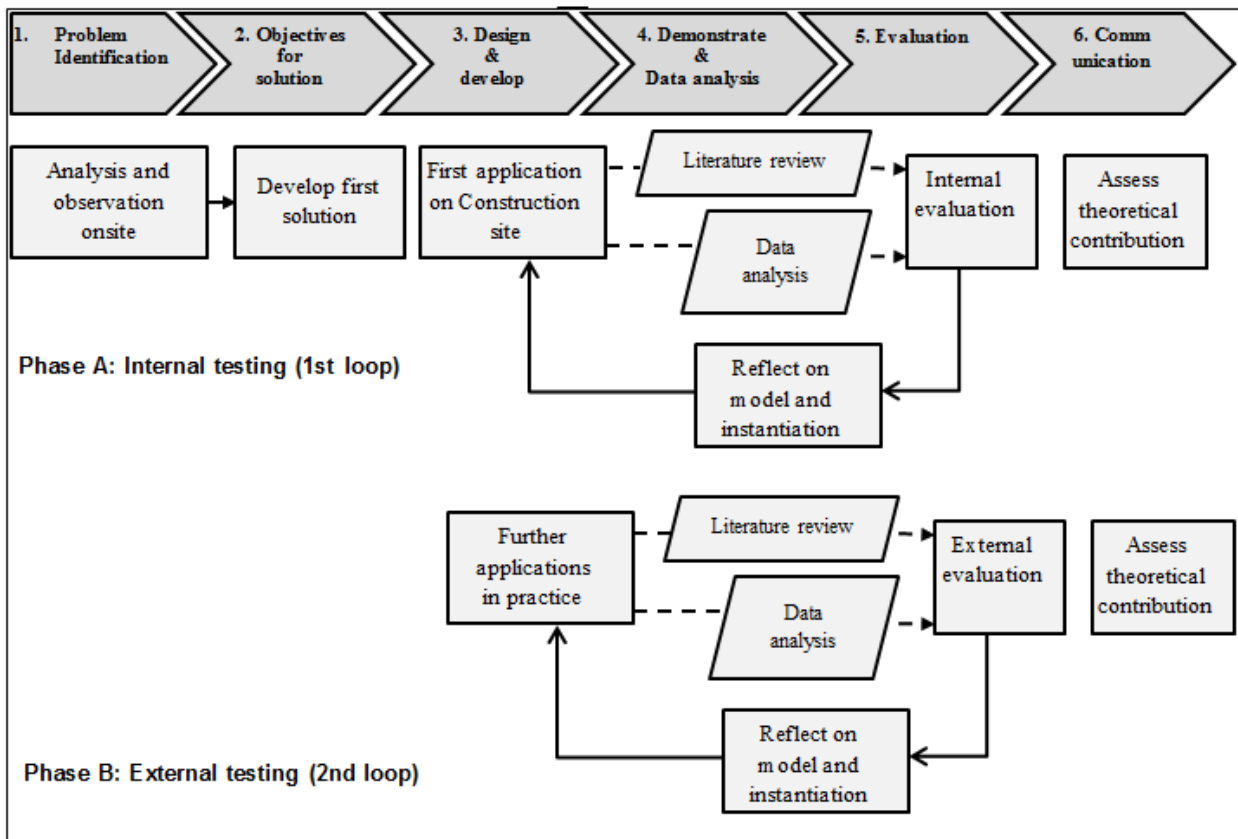 1. Problem
Identification
2. Objectives
for
solution
3. Design
&
develop
4. Demonstrate
&
Data analysis
5. Evaluation
6. Comm
unication
Analysis and
observation
onsite
Develop first
solution
First application
on Construction
site
Literature review
Data
analysis
Internal
evaluation
Assess
theoretical
contribution
Phase A: Internal testing (1st loop)
Reflect on
model and
instantiation
Further
applications
in practice
Literature review
Data
analysis
External
evaluation
Assess
theoretical
contribution
Phase B: External testing (2nd loop)
Reflect on
model and
instantiation